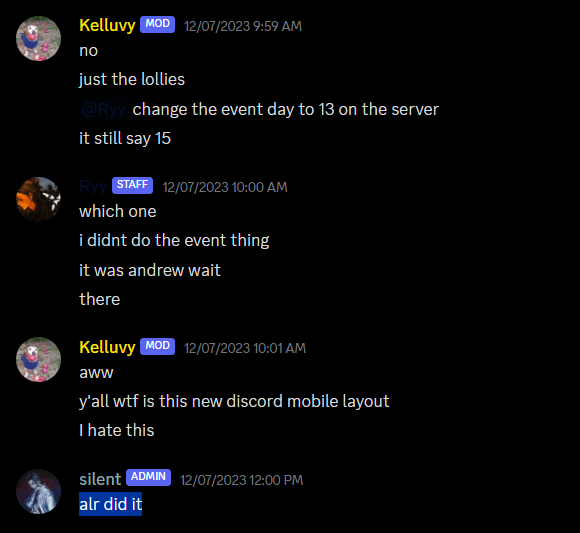 Kelluvy MOD 12/07/2023 9:59 AM
no
just the lollies
@Ryy change the event day to 13 on the server
it still say 15
Ryy STAFF 12/07/2023 10:00 AM
which one
i didnt do the event thing
it was andrew wait
there
Kelluvy MOD 12/07/2023 10:01 AM
aww
y'all wtf is this new discord mobile layout
I hate this
silent ADMIN 12/07/2023 12:00 PM
alr did it